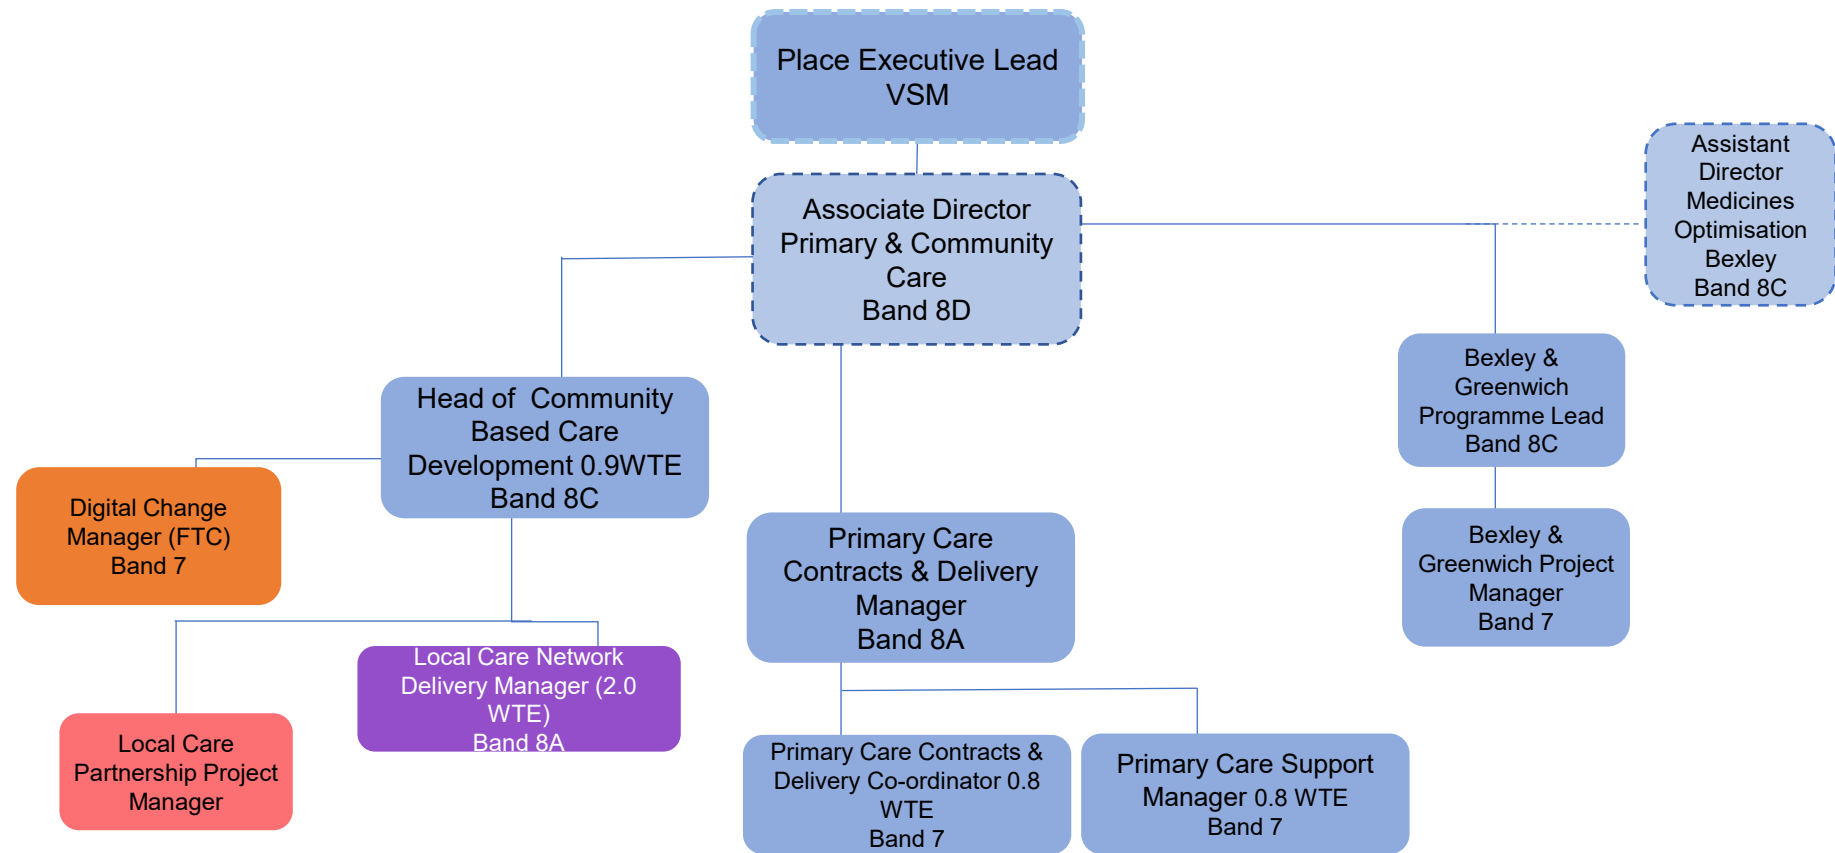 Place Executive Lead
VSM
Assistant
Director
Medicines
Optimisation
Bexley
Band 8C
Associate Director
Primary & Community
Care
Band 8D
Bexley &
Greenwich
Programme Lead
Band 8C
Head of  Community
Based Care
Development 0.9WTE
Band 8C
Digital Change
Manager (FTC)
Band 7
Primary Care
Contracts & Delivery
Manager
Band 8A
Bexley &
Greenwich Project
Manager
Band 7
Local Care Network
Delivery Manager (2.0
WTE)
Band 8A
Local Care
Partnership Project
Manager
Primary Care Contracts &
Delivery Co-ordinator 0.8
WTE
Band 7
Primary Care Support
Manager 0.8 WTE
Band 7